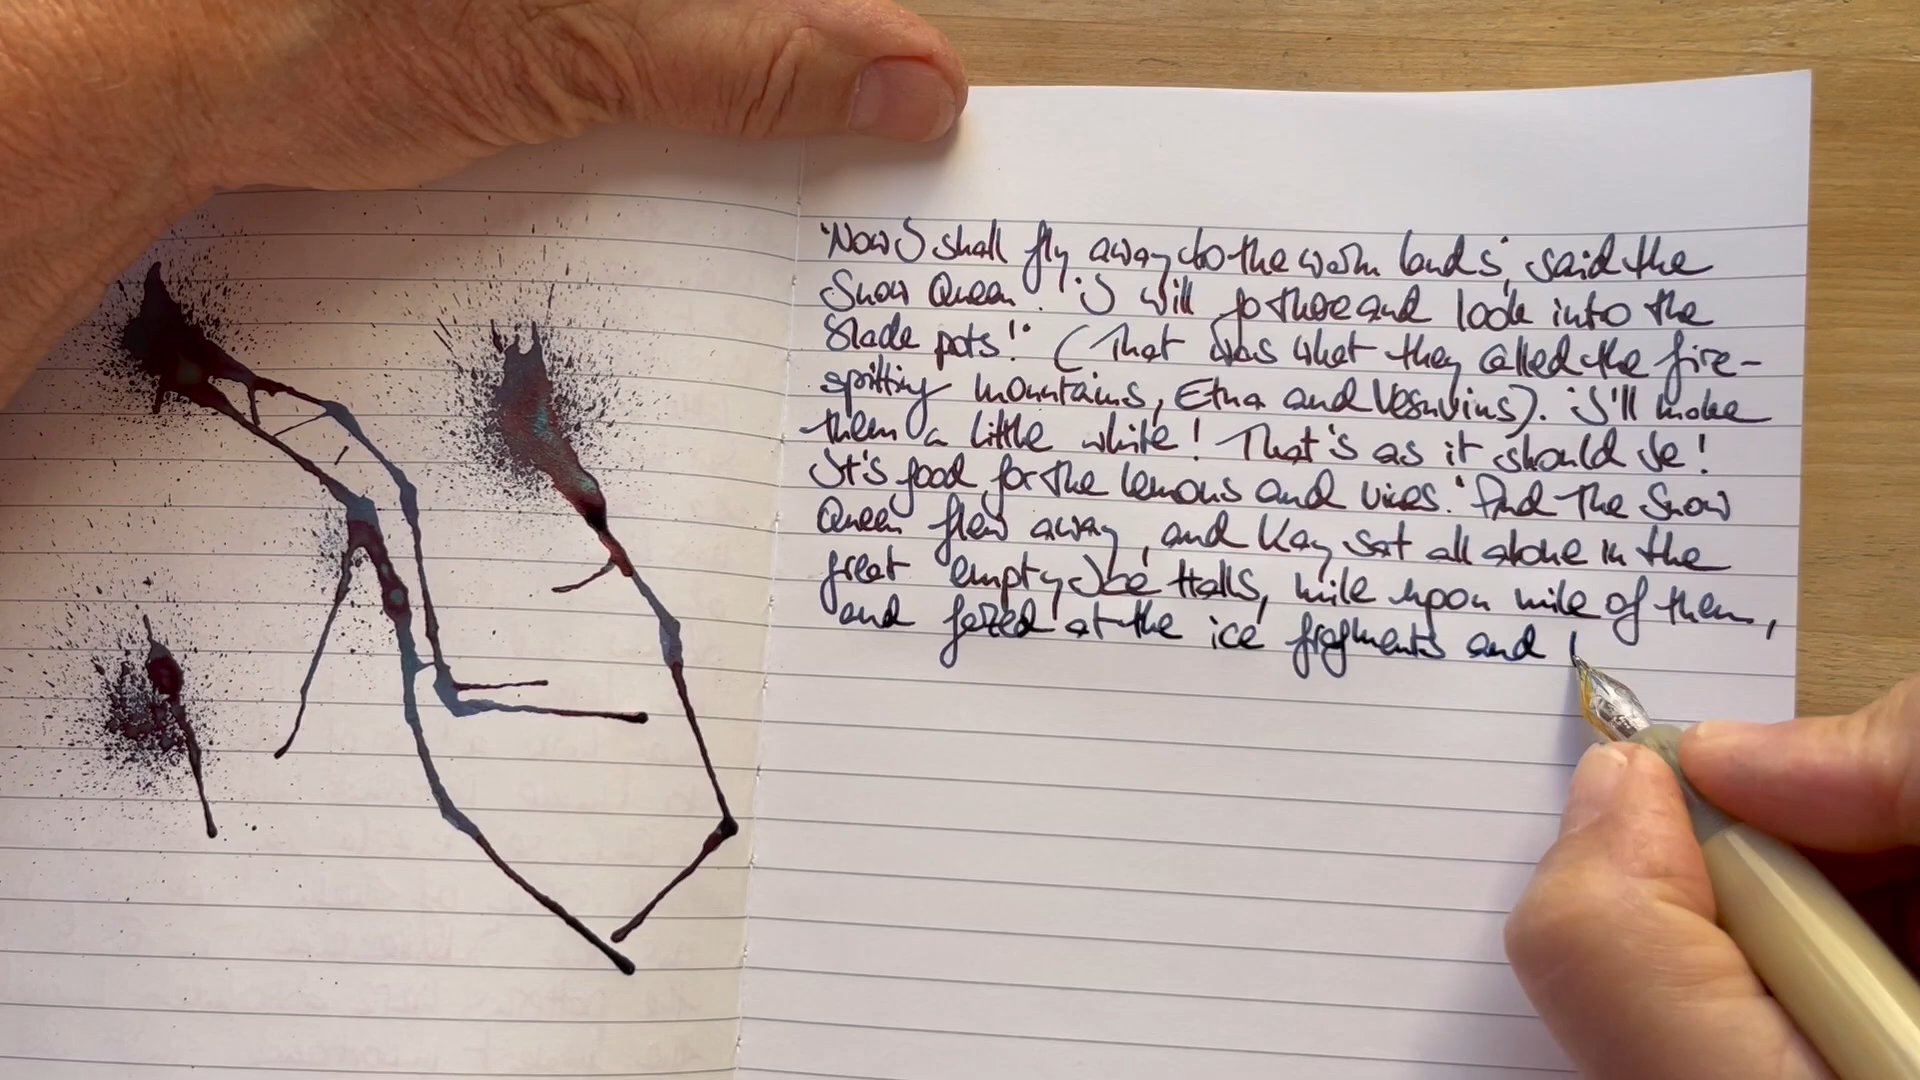 'Now I shall fly away to the warm lands', said the
Snow Queen. 'I will go there and look into the
Black pots!' (That was what they called the fire-
spitting mountains, Etna and Vesuvius). 'I'll make
them a little white! That's as it should be!
It's good for the lemons and vines.' And the Snow
Queen flew away, and Kay sat all alone in the
great empty Ice Halls, mile upon mile of them,
and gazed at the ice fragments and